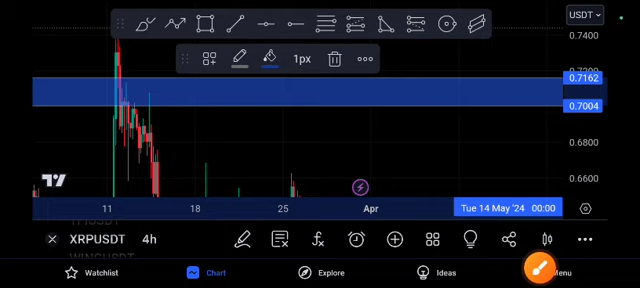 USDT
0.7400
1px
0.7162
0.7004
0.6800
0.6600
11 18 25 Apr Tue 14 May '24 00:00
XRPUSDT 4h
Watchlist Chart Explore Ideas Menu